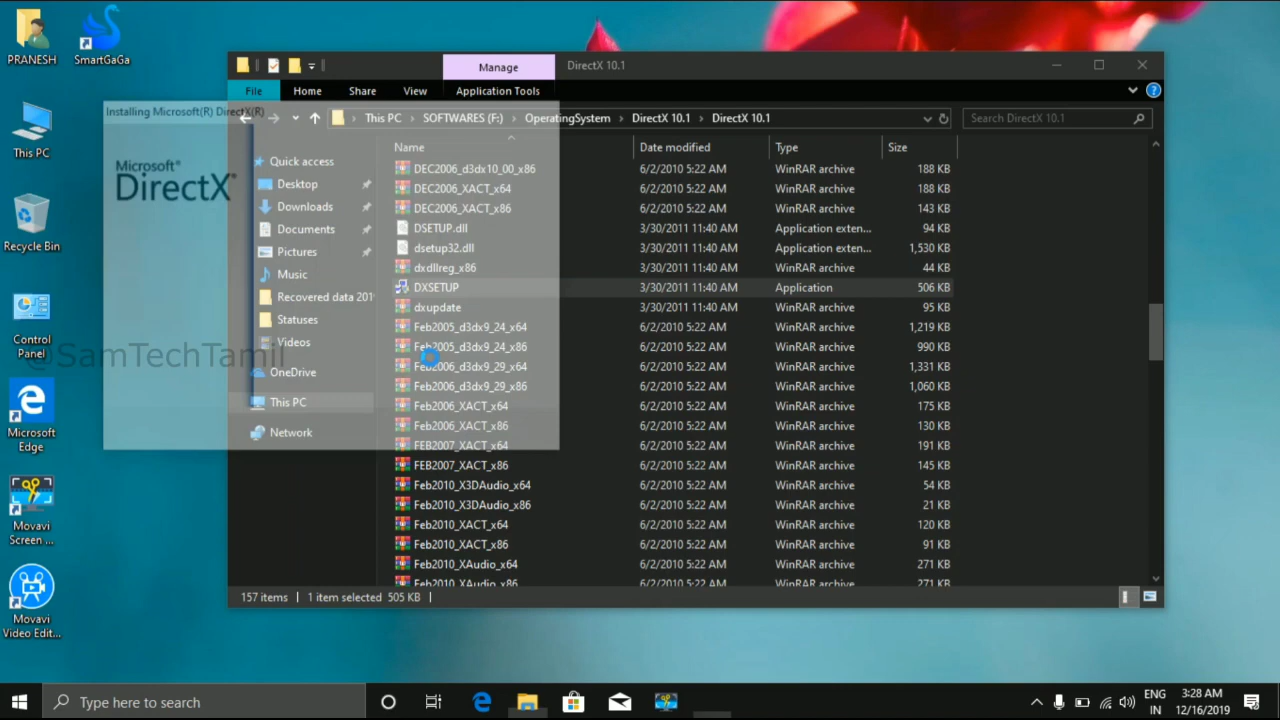 PRANESH
SmartGaGa
This PC
Recycle Bin
Control
Panel
Microsoft
Edge
Movavi
Screen ...
Movavi
Video Edit...
Manage
DirectX 10.1
File
Home
Share
View
Application Tools
Installing Microsoft(R) DirectX(R)
Microsoft®
DirectX®
This PC > SOFTWARES (F:) > OperatingSystem > DirectX 10.1 > DirectX 10.1
Search DirectX 10.1
Quick access
Desktop
Downloads
Documents
Pictures
Music
Recovered data 201
Statuses
Videos
OneDrive
This PC
Network
@SamTechTamil
Name Date modified Type Size
DEC2006_d3dx10_00_x86 6/2/2010 5:22 AM WinRAR archive 188 KB
DEC2006_XACT_x64 6/2/2010 5:22 AM WinRAR archive 188 KB
DEC2006_XACT_x86 6/2/2010 5:22 AM WinRAR archive 143 KB
DSETUP.dll 3/30/2011 11:40 AM Application exten... 94 KB
dsetup32.dll 3/30/2011 11:40 AM Application exten... 1,530 KB
dxdllreg_x86 3/30/2011 11:40 AM WinRAR archive 44 KB
DXSETUP 3/30/2011 11:40 AM Application 506 KB
dxupdate 3/30/2011 11:40 AM WinRAR archive 95 KB
Feb2005_d3dx9_24_x64 6/2/2010 5:22 AM WinRAR archive 1,219 KB
Feb2005_d3dx9_24_x86 6/2/2010 5:22 AM WinRAR archive 990 KB
Feb2006_d3dx9_29_x64 6/2/2010 5:22 AM WinRAR archive 1,331 KB
Feb2006_d3dx9_29_x86 6/2/2010 5:22 AM WinRAR archive 1,060 KB
Feb2006_XACT_x64 6/2/2010 5:22 AM WinRAR archive 175 KB
Feb2006_XACT_x86 6/2/2010 5:22 AM WinRAR archive 130 KB
FEB2007_XACT_x64 6/2/2010 5:22 AM WinRAR archive 191 KB
FEB2007_XACT_x86 6/2/2010 5:22 AM WinRAR archive 145 KB
Feb2010_X3DAudio_x64 6/2/2010 5:22 AM WinRAR archive 54 KB
Feb2010_X3DAudio_x86 6/2/2010 5:22 AM WinRAR archive 21 KB
Feb2010_XACT_x64 6/2/2010 5:22 AM WinRAR archive 120 KB
Feb2010_XACT_x86 6/2/2010 5:22 AM WinRAR archive 91 KB
Feb2010_XAudio_x64 6/2/2010 5:22 AM WinRAR archive 271 KB
Feb2010_XAudio_x86 6/2/2010 5:22 AM WinRAR archive 271 KB
157 items 1 item selected 505 KB
Type here to search
ENG
IN
3:28 AM
12/16/2019